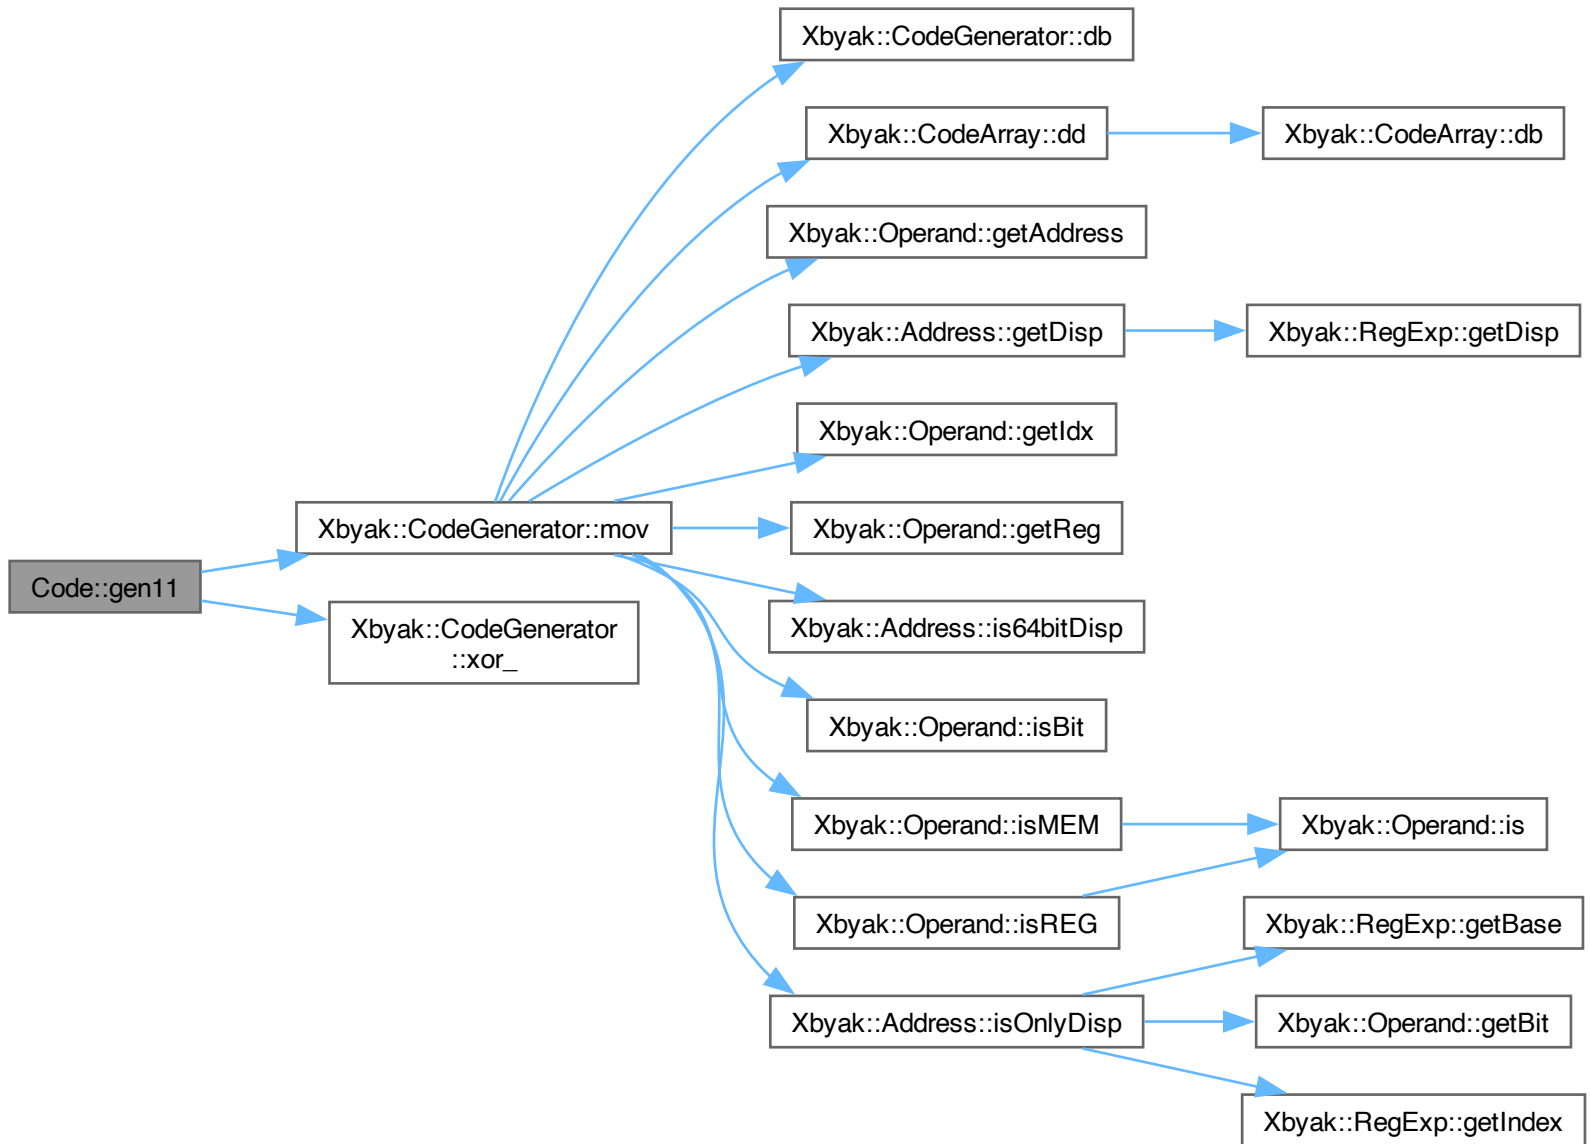 Xbyak::CodeGenerator::db
Xbyak::CodeArray::dd
Xbyak::CodeArray::db
Xbyak::Operand::getAddress
Xbyak::Address::getDisp
Xbyak::RegExp::getDisp
Xbyak::Operand::getIdx
Xbyak::CodeGenerator::mov
Xbyak::Operand::getReg
Code::gen11
Xbyak::CodeGenerator
::xor_
Xbyak::Address::is64bitDisp
Xbyak::Operand::isBit
Xbyak::Operand::isMEM
Xbyak::Operand::is
Xbyak::Operand::isREG
Xbyak::RegExp::getBase
Xbyak::Address::isOnlyDisp
Xbyak::Operand::getBit
Xbyak::RegExp::getIndex